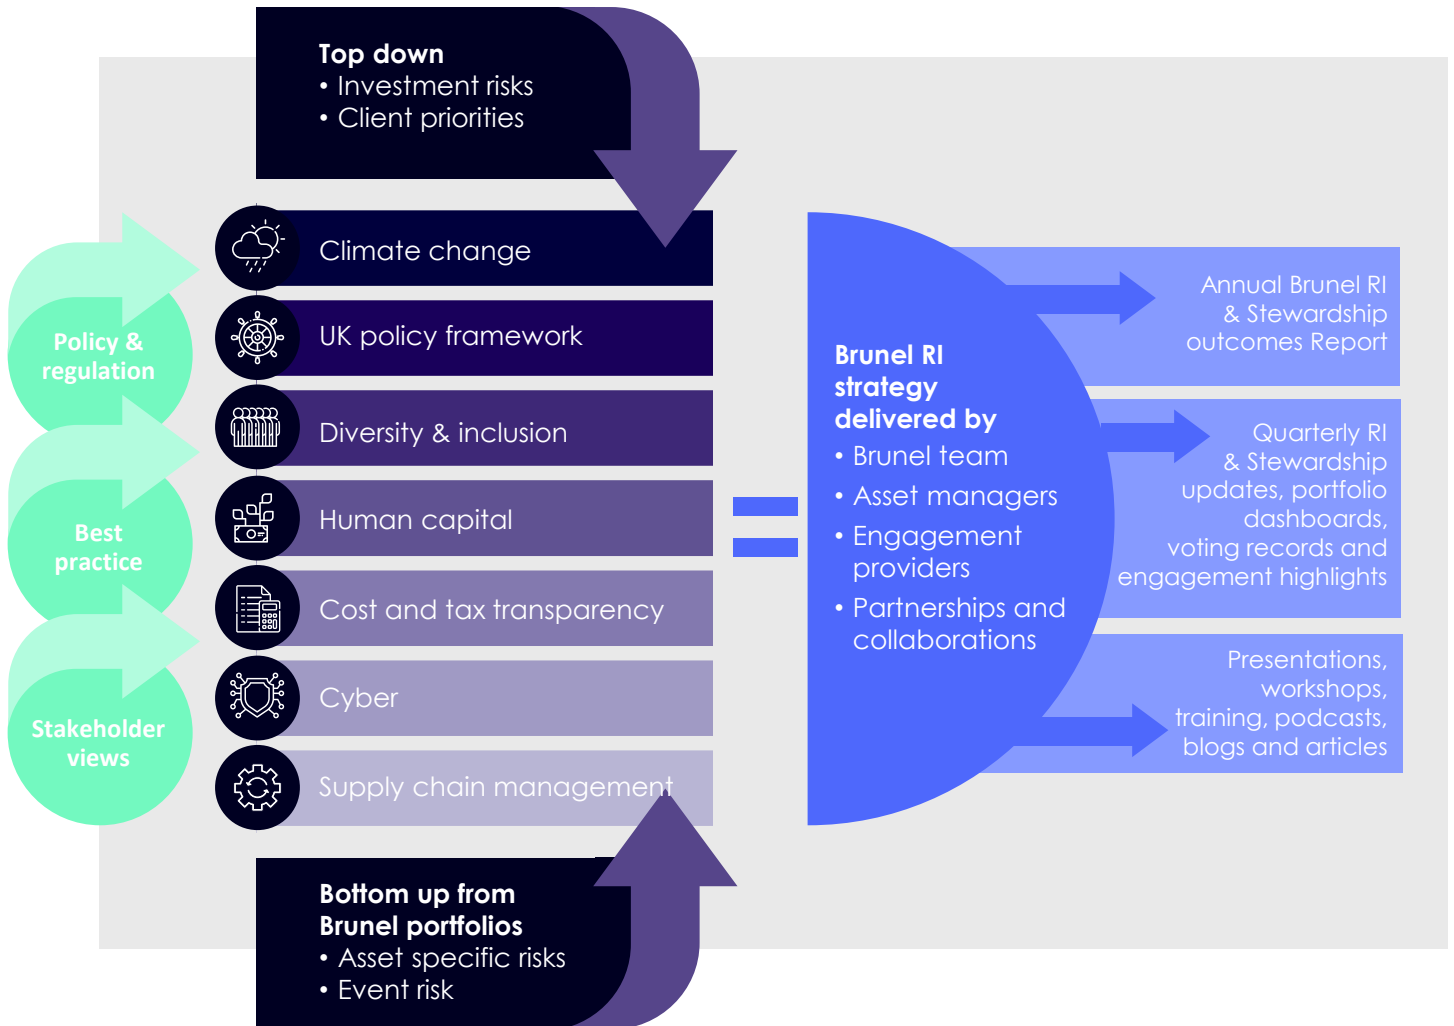 Top down
• Investment risks
• Client priorities
Policy &
regulation
Best
practice
Stakeholder
views
Climate change
UK policy framework
Diversity & inclusion
Human capital
Cost and tax transparency
Cyber
Supply chain management
Bottom up from
Brunel portfolios
• Asset specific risks
• Event risk
Brunel RI
strategy
delivered by
• Brunel team
• Asset managers
• Engagement
providers
• Partnerships and
collaborations
Annual Brunel RI
& Stewardship
outcomes Report
Quarterly RI
& Stewardship
updates, portfolio
dashboards,
voting records and
engagement highlights
Presentations,
workshops,
training, podcasts,
blogs and articles